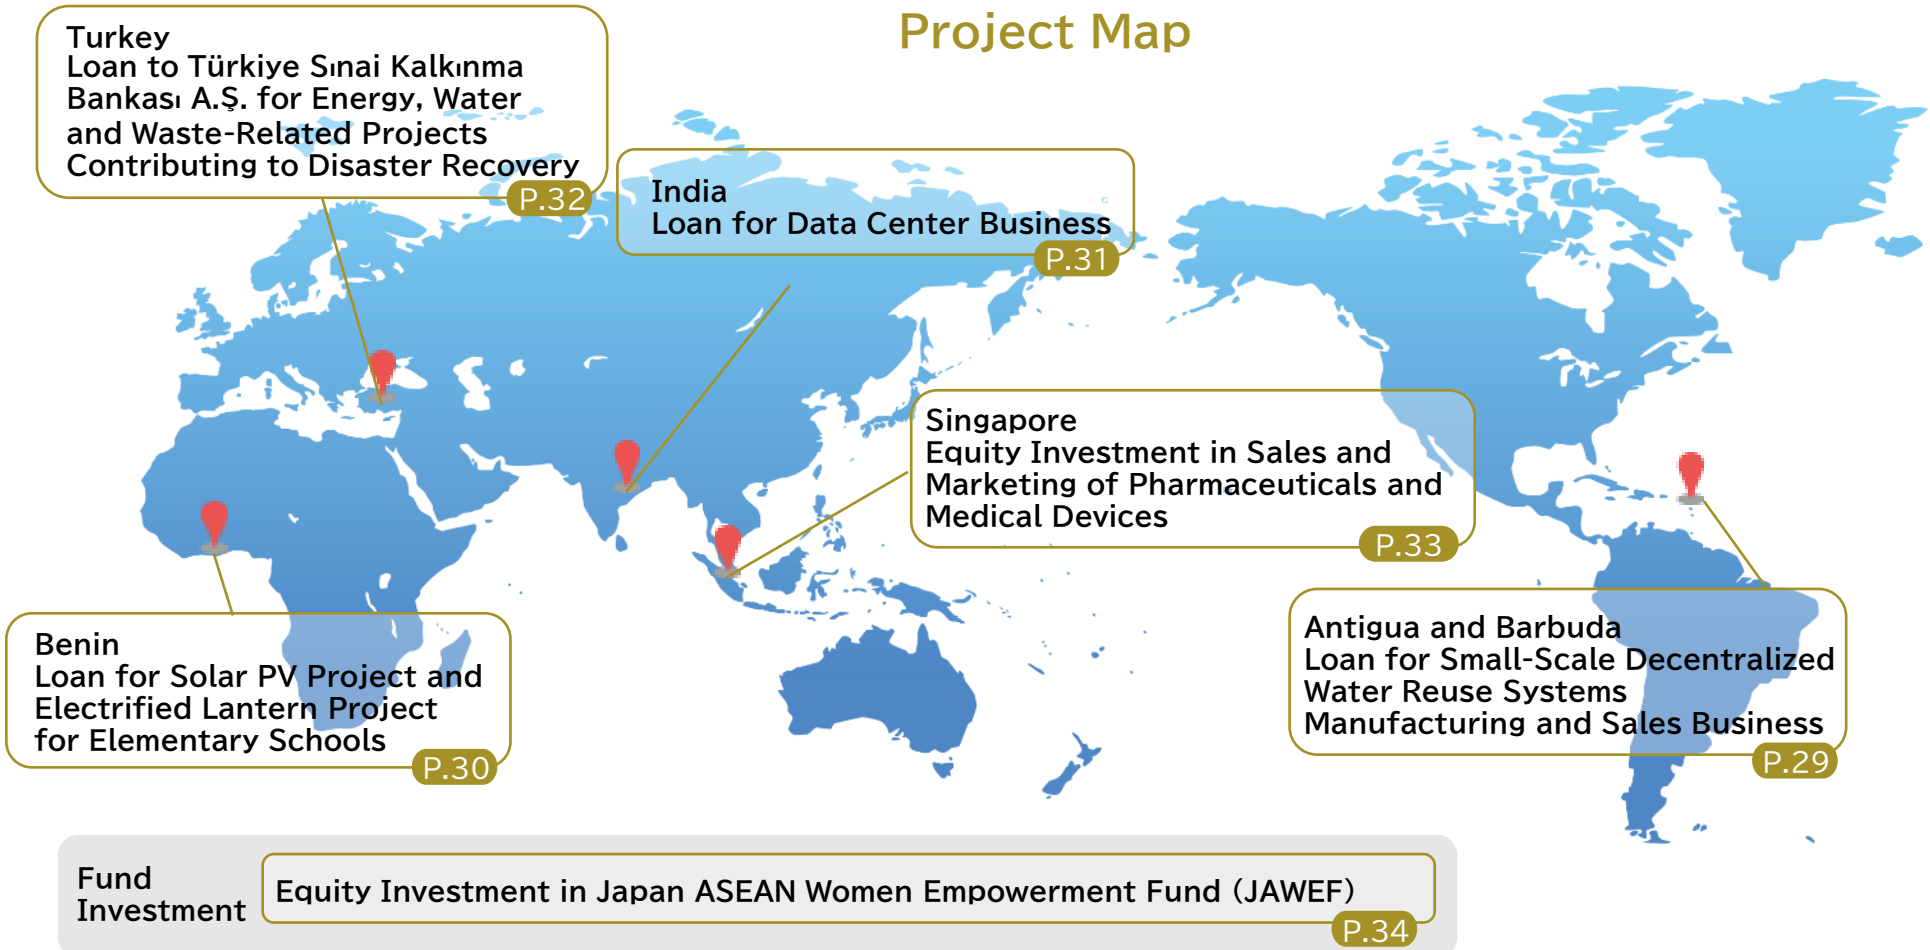 Project Map
Turkey
Loan to Türkiye Sınai Kalkınma
Bankası A.Ş. for Energy, Water
and Waste-Related Projects
Contributing to Disaster Recovery
P.32
India
Loan for Data Center Business
P.31
Singapore
Equity Investment in Sales and
Marketing of Pharmaceuticals and
Medical Devices
P.33
Benin
Loan for Solar PV Project and
Electrified Lantern Project
for Elementary Schools
P.30
Antigua and Barbuda
Loan for Small-Scale Decentralized
Water Reuse Systems
Manufacturing and Sales Business
P.29
Fund
Investment
Equity Investment in Japan ASEAN Women Empowerment Fund (JAWEF)
P.34